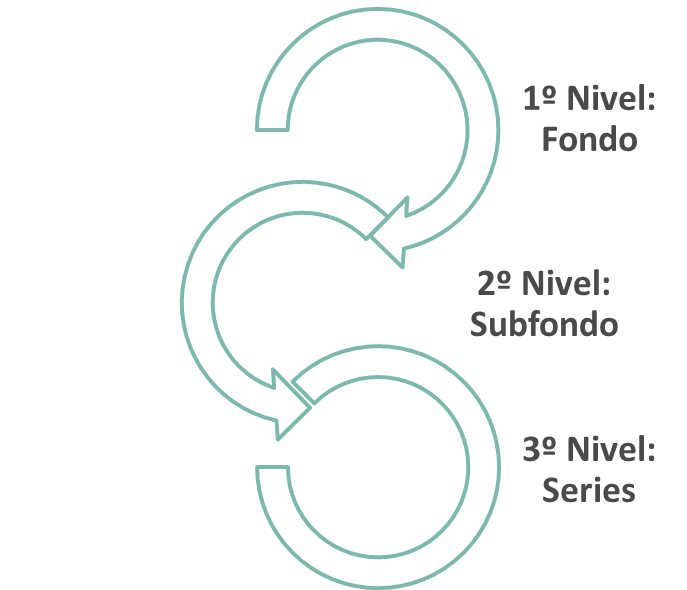 1º Nivel:
Fondo
2º Nivel:
Subfondo
3º Nivel:
Series